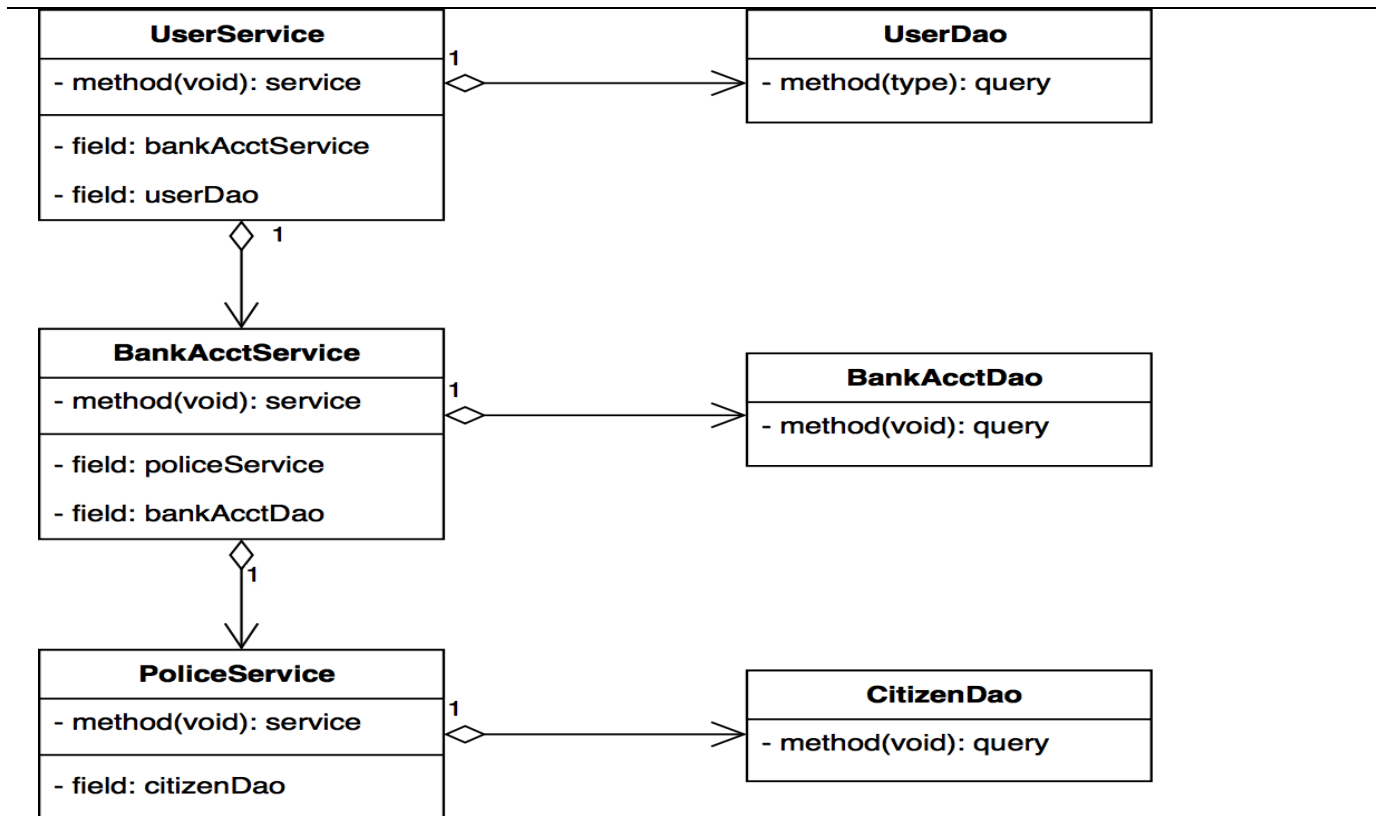 UserService
- method(void): service
- field: bankAcctService
- field: userDao
1
UserDao
- method(type): query
1
BankAcctService
- method(void): service
- field: policeService
- field: bankAcctDao
1
BankAcctDao
- method(void): query
1
PoliceService
- method(void): service
- field: citizenDao
1
CitizenDao
- method(void): query